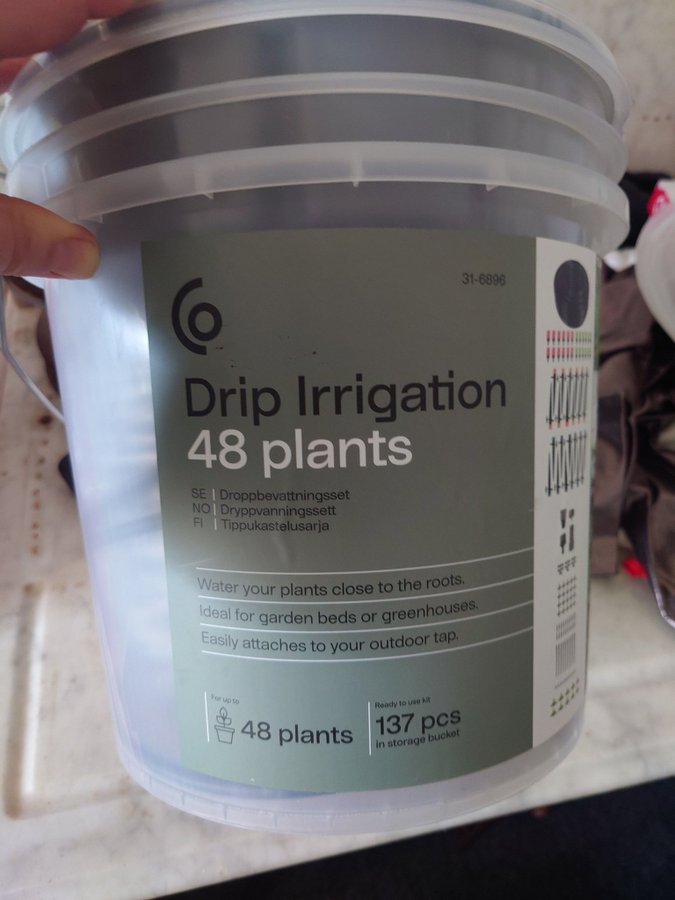 31-6896
Drip Irrigation
48 plants
SE | Droppbevattningsset
NO | Dryppvanningssett
FI | Tippukastelusarja
Water your plants close to the roots.
Ideal for garden beds or greenhouses.
Easily attaches to your outdoor tap.
For up to
48 plants
Ready to use kit
137 pcs
in storage bucket